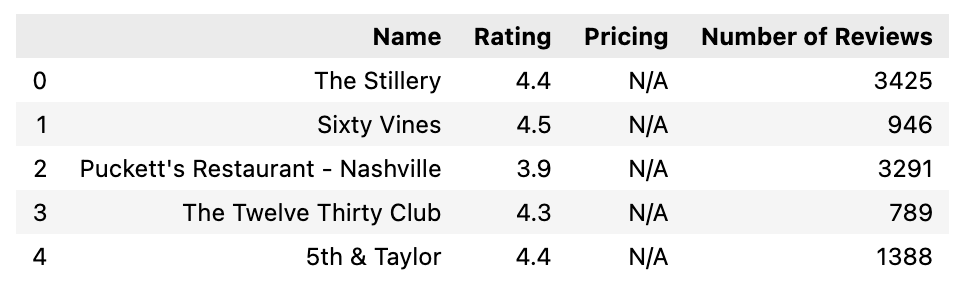 Name Rating Pricing Number of Reviews
0 The Stillery 4.4 N/A 3425
1 Sixty Vines 4.5 N/A 946
2 Puckett's Restaurant - Nashville 3.9 N/A 3291
3 The Twelve Thirty Club 4.3 N/A 789
4 5th & Taylor 4.4 N/A 1388